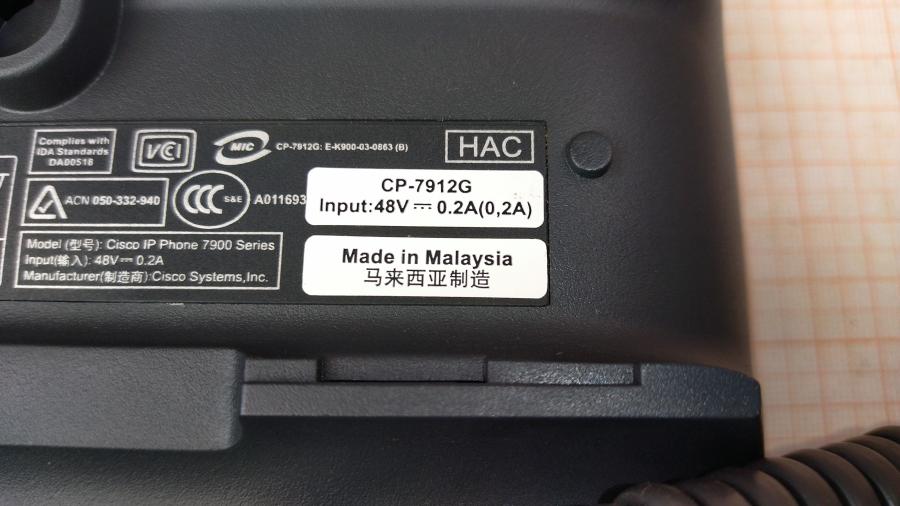 Complies with
IDA Standards
DA00518
VCI
MIC
CP-7912G: E-K900-03-0863 (B)
HAC
ACN 050-332-940
CCC
S&E
A011693
CP-7912G
Input:48V ⎓ 0.2A(0,2A)
Model (型号): Cisco IP Phone 7900 Series
Input(输入): 48V⎓0.2A
Manufacturer(制造商):Cisco Systems,Inc.
Made in Malaysia
马来西亚制造